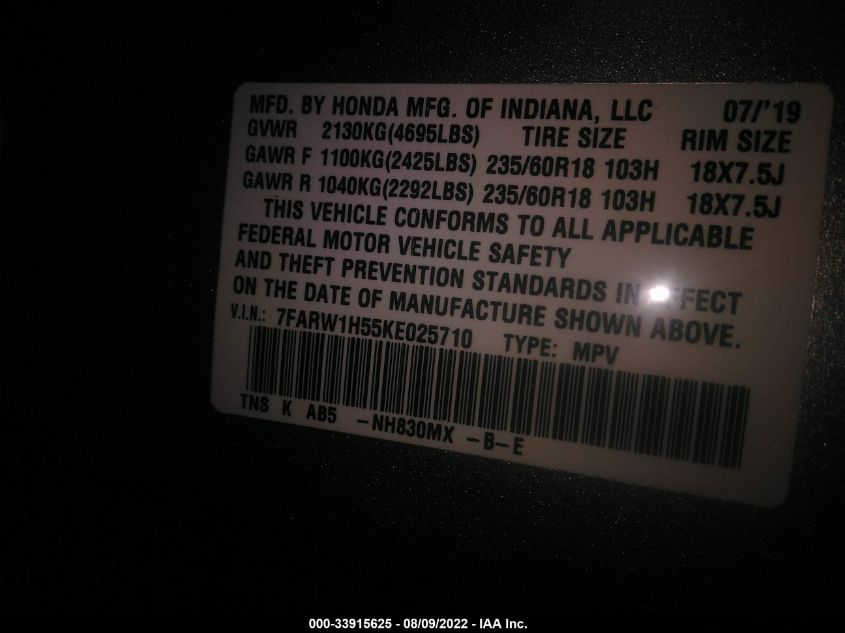 MFD. BY HONDA MFG. OF INDIANA, LLC 07/'19
GVWR 2130KG(4695LBS) TIRE SIZE RIM SIZE
GAWR F 1100KG(2425LBS) 235/60R18 103H 18X7.5J
GAWR R 1040KG(2292LBS) 235/60R18 103H 18X7.5J
THIS VEHICLE CONFORMS TO ALL APPLICABLE
FEDERAL MOTOR VEHICLE SAFETY
AND THEFT PREVENTION STANDARDS IN EFFECT
ON THE DATE OF MANUFACTURE SHOWN ABOVE.
V.I.N.: 7FARW1H55KE025710 TYPE: MPV
TNS K AB5 -NH830MX -B-E
000-33915625 - 08/09/2022 - IAA Inc.